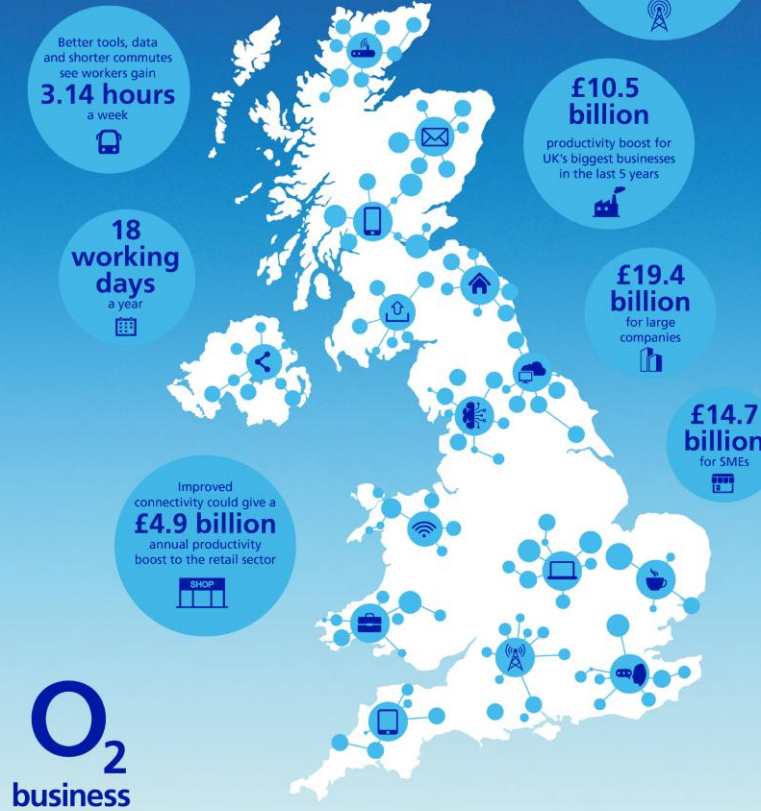 Better tools, data
and shorter commutes
see workers gain
3.14 hours
a week
£10.5
billion
productivity boost for
UK's biggest businesses
in the last 5 years
18
working
days
a year
£19.4
billion
for large
companies
£14.7
billion
for SMEs
Improved
connectivity could give a
£4.9 billion
annual productivity
boost to the retail sector
SHOP
O2
business